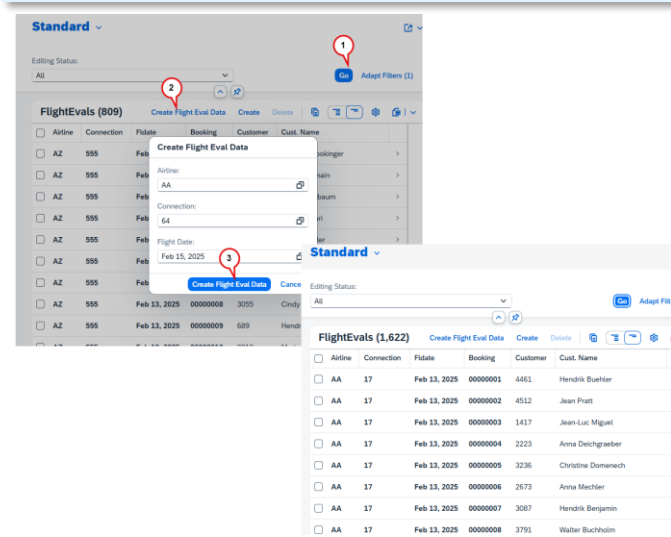 Standard
1
Editing Status:
All
Go Adapt Filters (1)
2
FlightEvals (809) Create Flight Eval Data Create Delete
Airline Connection Fldate Booking Customer Cust. Name
AZ 555 Feb
AZ 555 Feb
AZ 555 Feb
AZ 555 Feb
AZ 555 Feb
AZ 555 Feb
AZ 555 Feb
AZ 555 Feb 13, 2025 00000008 3055 Cindy
AZ 555 Feb 13, 2025 00000009 689 Hendr
Create Flight Eval Data
Airline:
AA
Connection:
64
Flight Date:
Feb 15, 2025
3
Create Flight Eval Data Cance
Standard
Editing Status:
All
Go Adapt Filt
FlightEvals (1,622) Create Flight Eval Data Create Delete
Airline Connection Fldate Booking Customer Cust. Name
AA 17 Feb 13, 2025 00000001 4461 Hendrik Buehler
AA 17 Feb 13, 2025 00000002 4512 Jean Pratt
AA 17 Feb 13, 2025 00000003 1417 Jean-Luc Miguel
AA 17 Feb 13, 2025 00000004 2223 Anna Deichgraeber
AA 17 Feb 13, 2025 00000005 3236 Christine Domenech
AA 17 Feb 13, 2025 00000006 2673 Anna Mechler
AA 17 Feb 13, 2025 00000007 3087 Hendrik Benjamin
AA 17 Feb 13, 2025 00000008 3791 Walter Buchholm